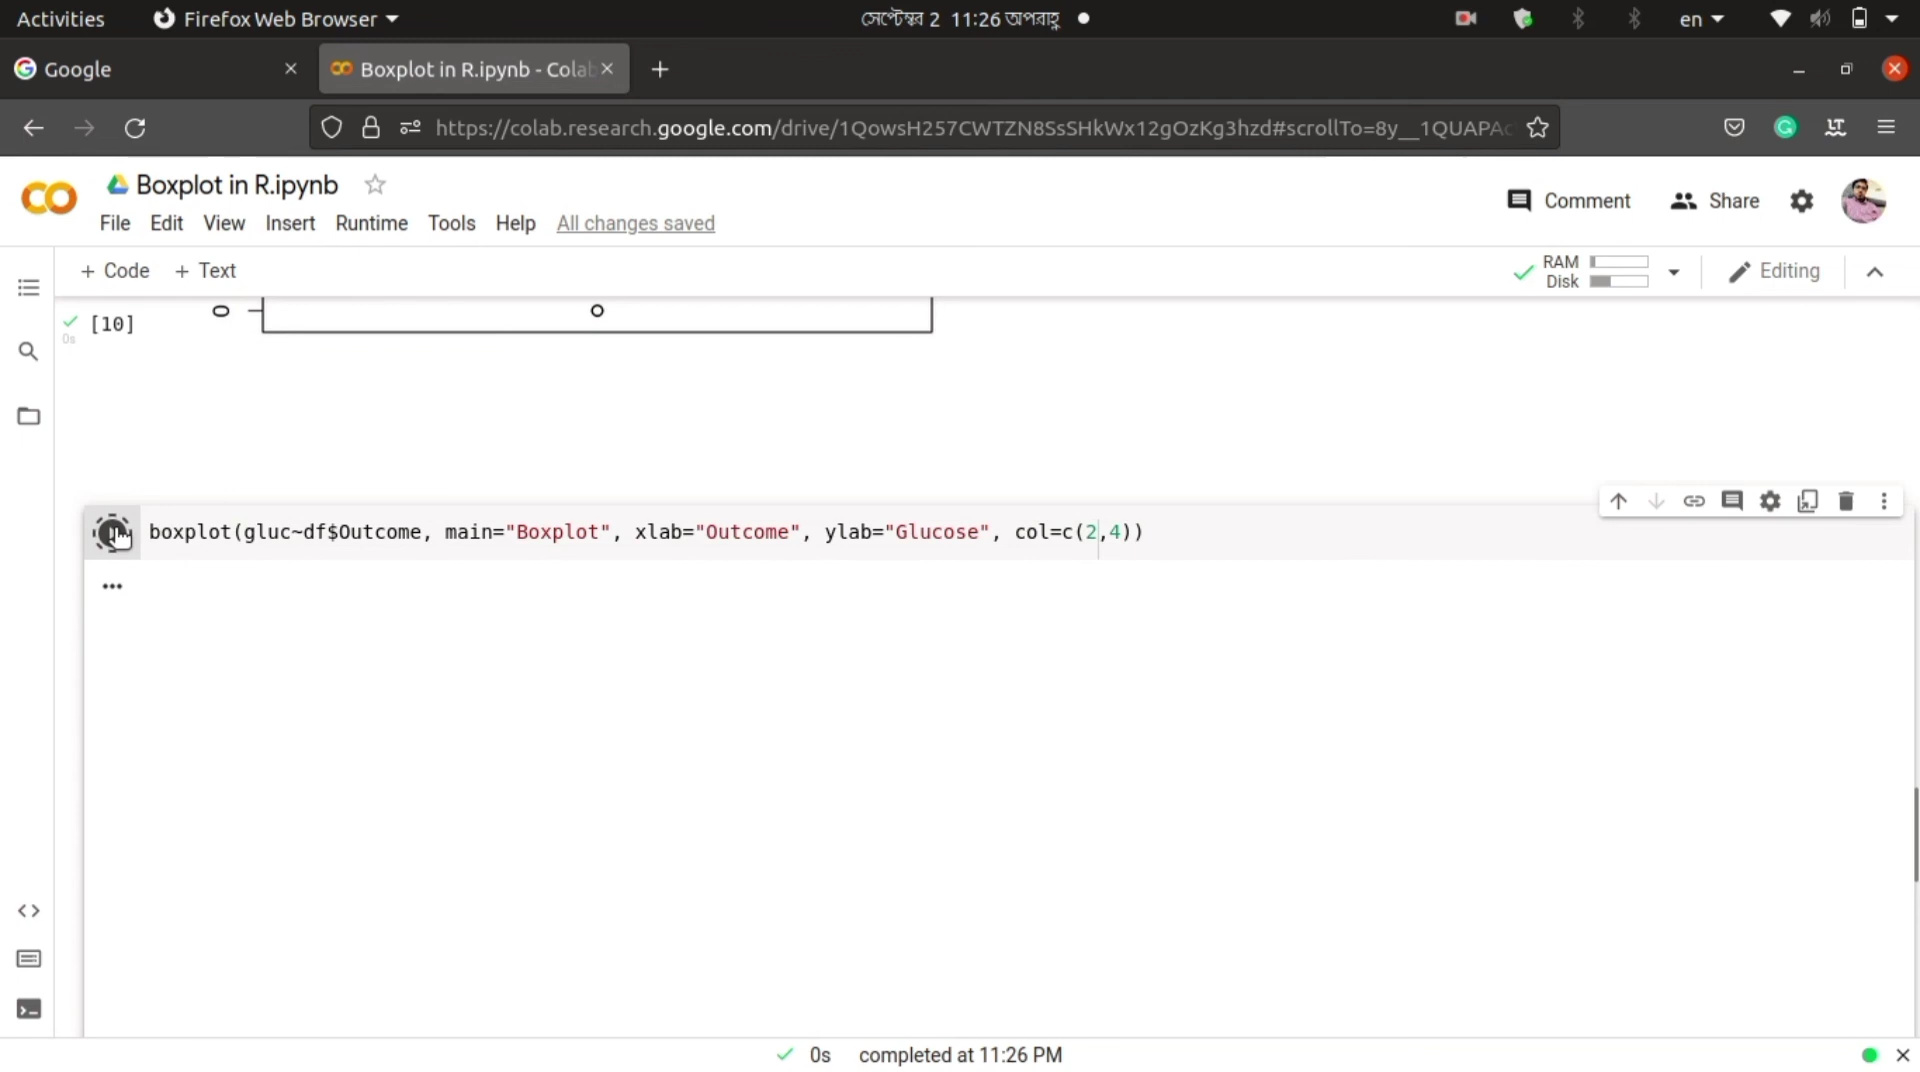 Activities Firefox Web Browser সেপ্টেম্বর 2 11:26 অপরাহ্ণ en
Google Boxplot in R.ipynb - Colab
https://colab.research.google.com/drive/1QowsH257CWTZN8SsSHkWx12gOzKg3hzd#scrollTo=8y__1QUAPAc
Boxplot in R.ipynb
Comment Share
File Edit View Insert Runtime Tools Help All changes saved
+ Code + Text RAM Disk Editing
[10] 0
0s
boxplot(gluc~df$Outcome, main="Boxplot", xlab="Outcome", ylab="Glucose", col=c(2,4))
0s completed at 11:26 PM